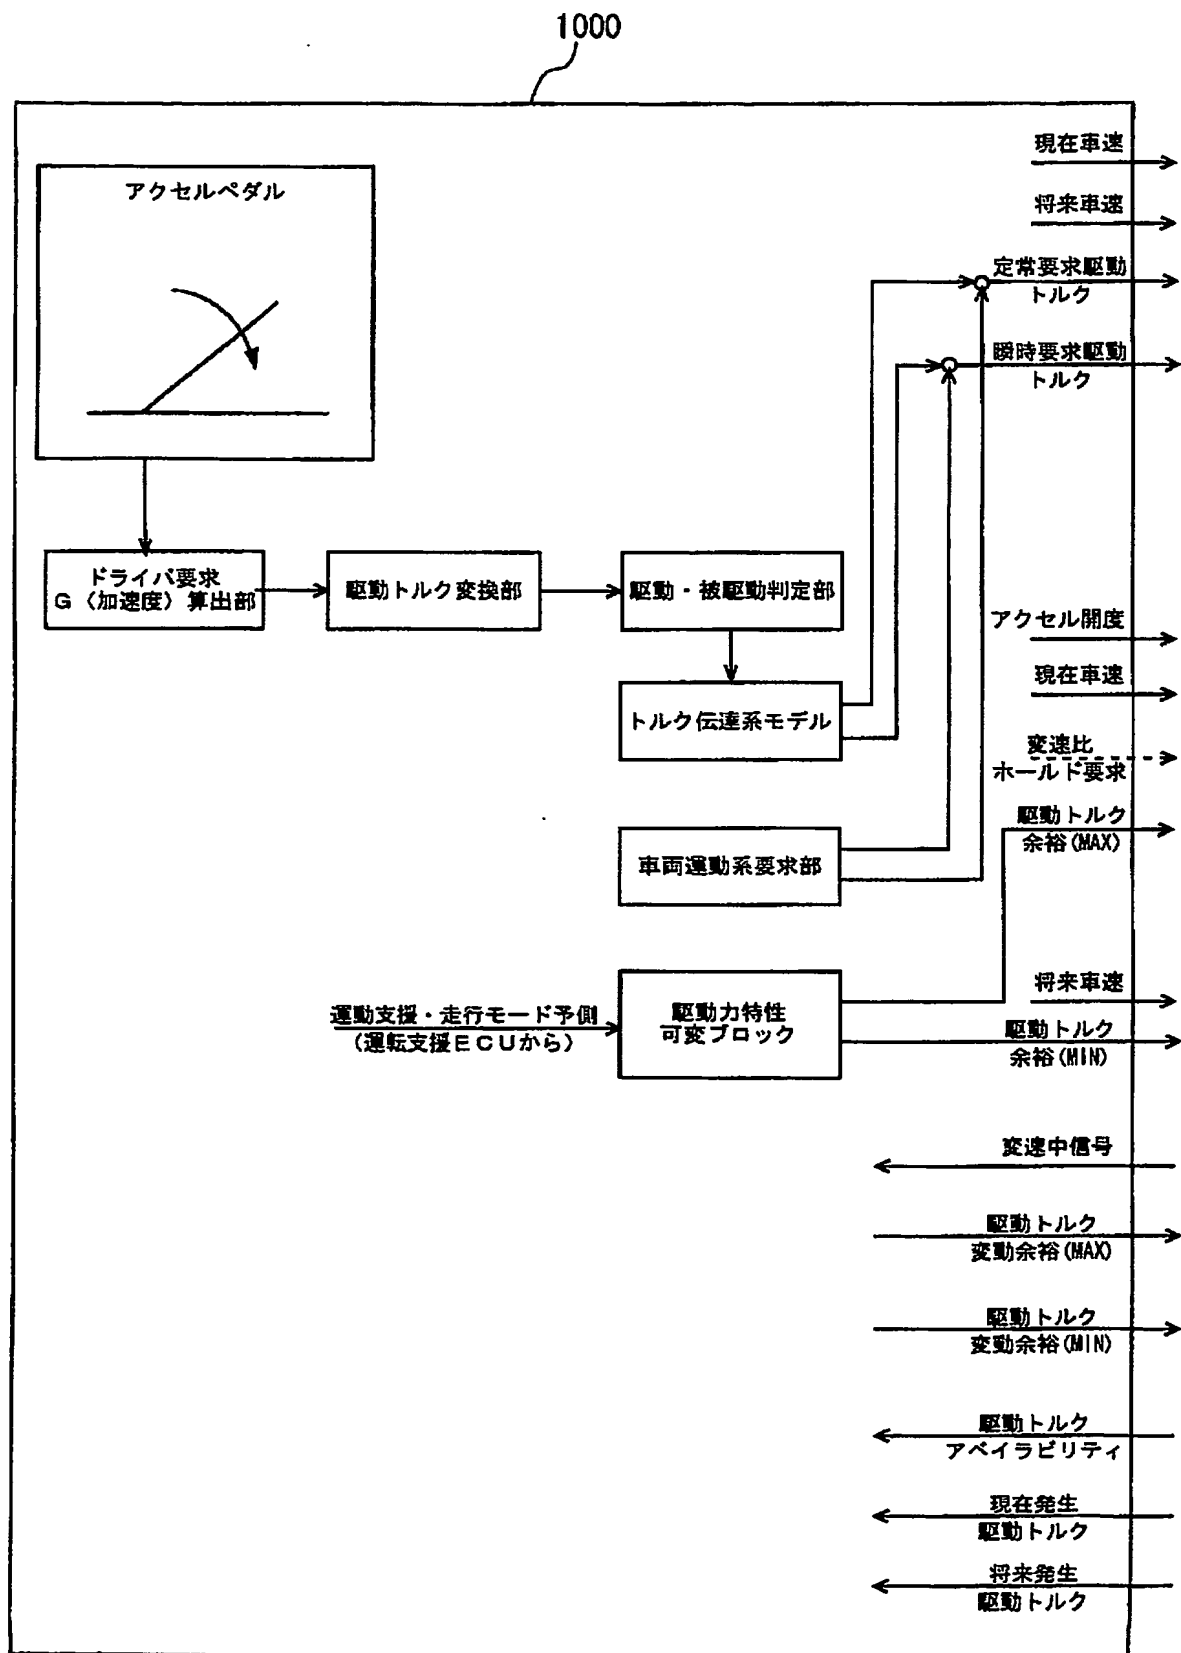 1000
現在車速
アクセルペダル
将来車速
定常要求駆動
トルク
瞬時要求駆動
トルク
ドライバ要求
G（加速度）算出部
駆動トルク変換部
駆動・被駆動判定部
アクセル開度
現在車速
トルク伝達系モデル
変速比
ホールド要求
駆動トルク
余裕(MAX)
車両運動系要求部
将来車速
運動支援・走行モード予側
（運転支援ＥＣＵから）
駆動力特性
可変ブロック
駆動トルク
余裕(MIN)
変速中信号
駆動トルク
変動余裕(MAX)
駆動トルク
変動余裕(MIN)
駆動トルク
アベイラビリティ
現在発生
駆動トルク
将来発生
駆動トルク